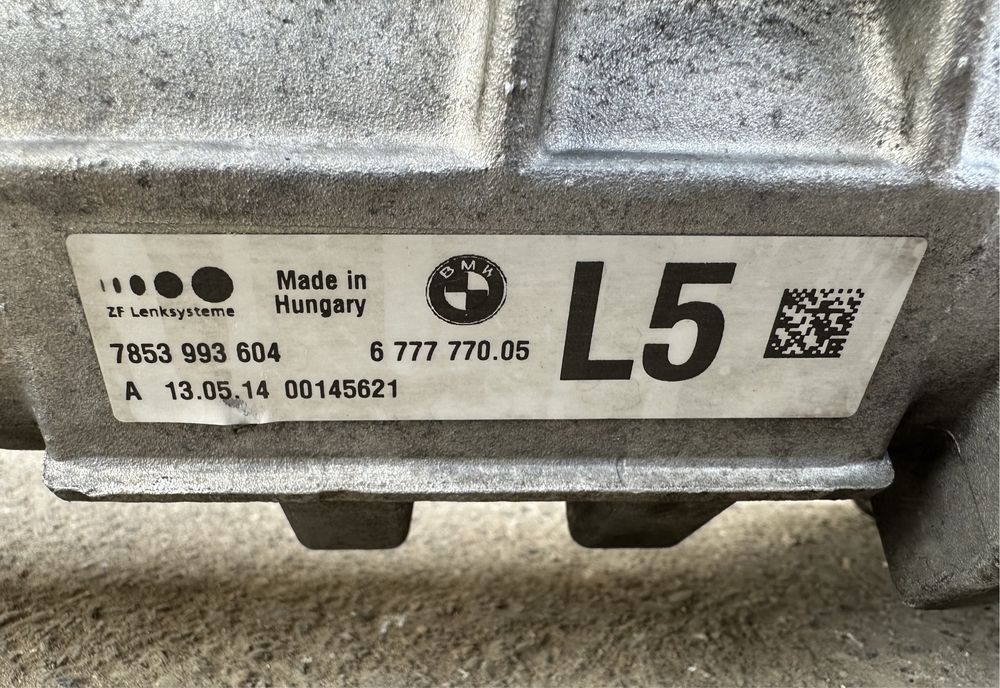 ZF Lenksysteme
Made in
Hungary
BMW
7853 993 604
6 777 770.05
A 13.05.14 00145621
L5